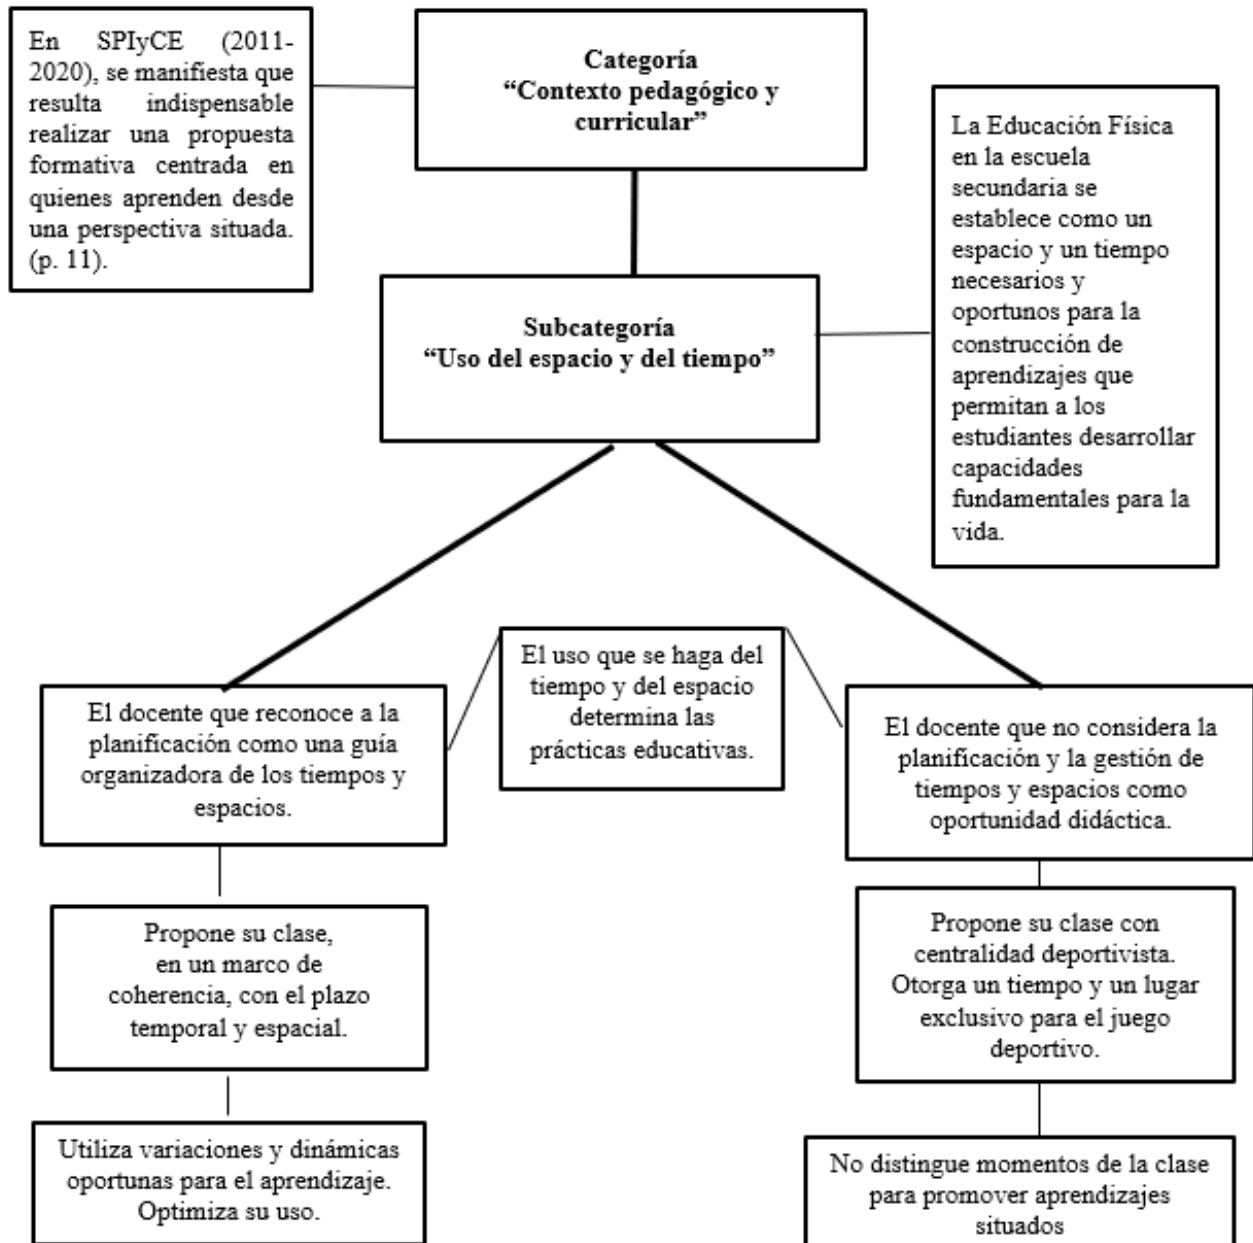 En SPIyCE (2011-
2020), se manifiesta que
resulta indispensable
realizar una propuesta
formativa centrada en
quienes aprenden desde
una perspectiva situada.
(p. 11).
Categoría
“Contexto pedagógico y
curricular”
La Educación Física
en la escuela
secundaria se
establece como un
espacio y un tiempo
necesarios y
oportunos para la
construcción de
aprendizajes que
permitan a los
estudiantes desarrollar
capacidades
fundamentales para la
vida.
Subcategoría
“Uso del espacio y del tiempo”
El uso que se haga del
tiempo y del espacio
determina las
prácticas educativas.
El docente que reconoce a la
planificación como una guía
organizadora de los tiempos y
espacios.
El docente que no considera la
planificación y la gestión de
tiempos y espacios como
oportunidad didáctica.
Propone su clase,
en un marco de
coherencia, con el plazo
temporal y espacial.
Propone su clase con
centralidad deportivista.
Otorga un tiempo y un lugar
exclusivo para el juego
deportivo.
Utiliza variaciones y dinámicas
oportunas para el aprendizaje.
Optimiza su uso.
No distingue momentos de la clase
para promover aprendizajes
situados